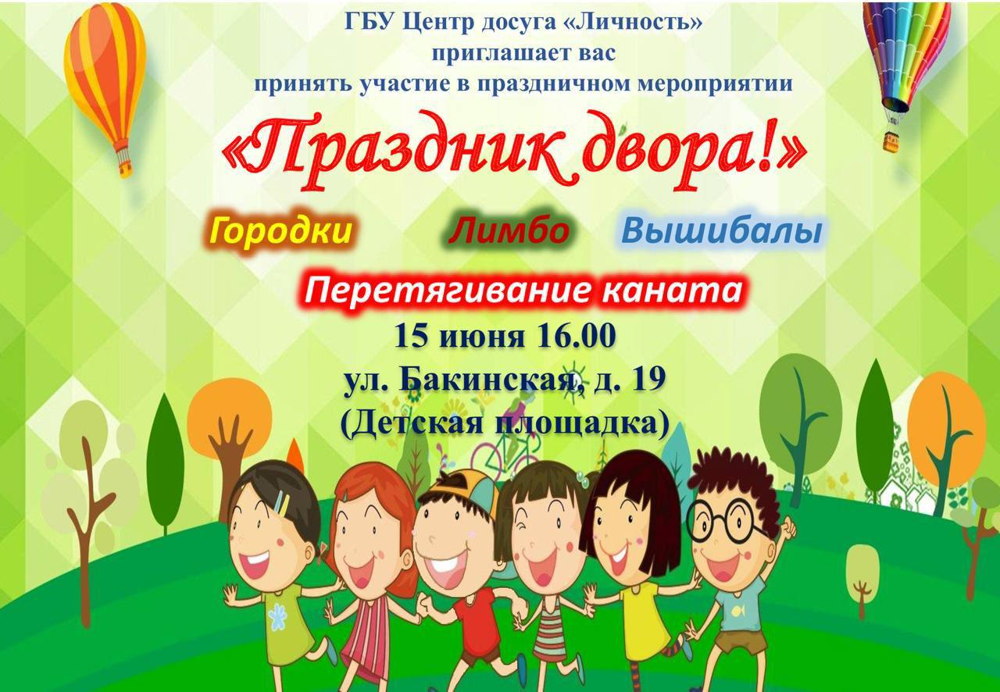 ГБУ Центр досуга «Личность»
приглашает вас
принять участие в праздничном мероприятии
«Праздник двора!»
Городки Лимбо Вышибалы
Перетягивание каната
15 июня 16.00
ул. Бакинская, д. 19
(Детская площадка)